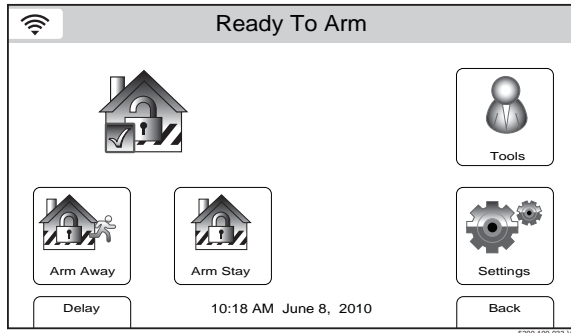 Ready To Arm
Tools
Arm Away
Arm Stay
Settings
Delay
10:18 AM June 8, 2010
Back